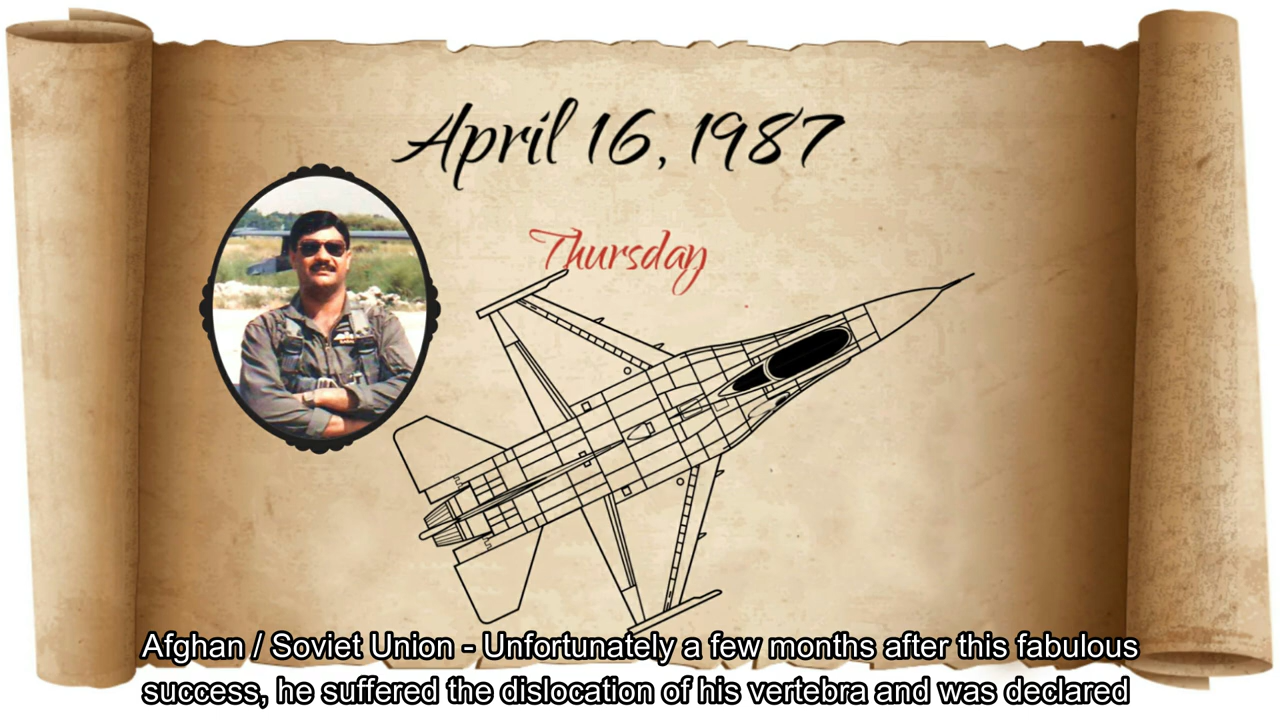 April 16, 1987
Thursday
Afghan / Soviet Union - Unfortunately a few months after this fabulous
success, he suffered the dislocation of his vertebra and was declared